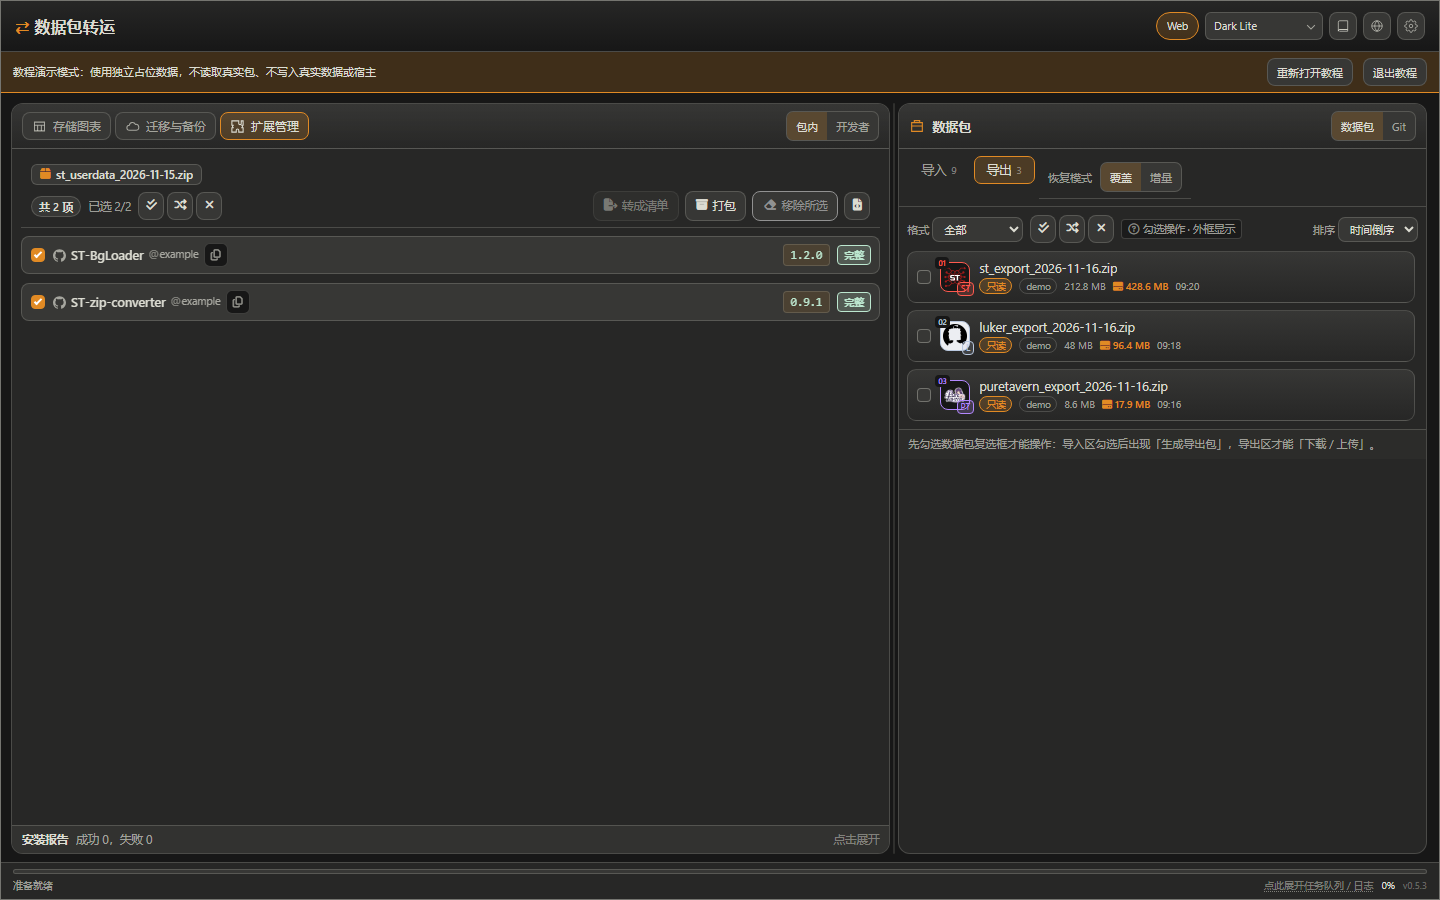 数据包转运
Web
Dark Lite
教程演示模式：使用独立占位数据，不读取真实包、不写入真实数据或宿主
重新打开教程
退出教程
存储图表
迁移与备份
扩展管理
包内
开发者
st_userdata_2026-11-15.zip
共 2 项
已选 2/2
转成清单
打包
移除所选
ST-BgLoader @example
1.2.0
完整
ST-zip-converter @example
0.9.1
完整
安装报告 成功 0，失败 0
点击展开
数据包
数据包
Git
导入 9
导出 3
恢复模式
覆盖
增量
格式
全部
勾选操作 · 外框显示
排序
时间倒序
01
ST
ST
st_export_2026-11-16.zip
只读 demo 212.8 MB 428.6 MB 09:20
02
L
luker_export_2026-11-16.zip
只读 demo 48 MB 96.4 MB 09:18
03
PT
puretavern_export_2026-11-16.zip
只读 demo 8.6 MB 17.9 MB 09:16
先勾选数据包复选框才能操作：导入区勾选后出现「生成导出包」，导出区才能「下载 / 上传」。
准备就绪
点此展开任务队列 / 日志 0% v0.5.3